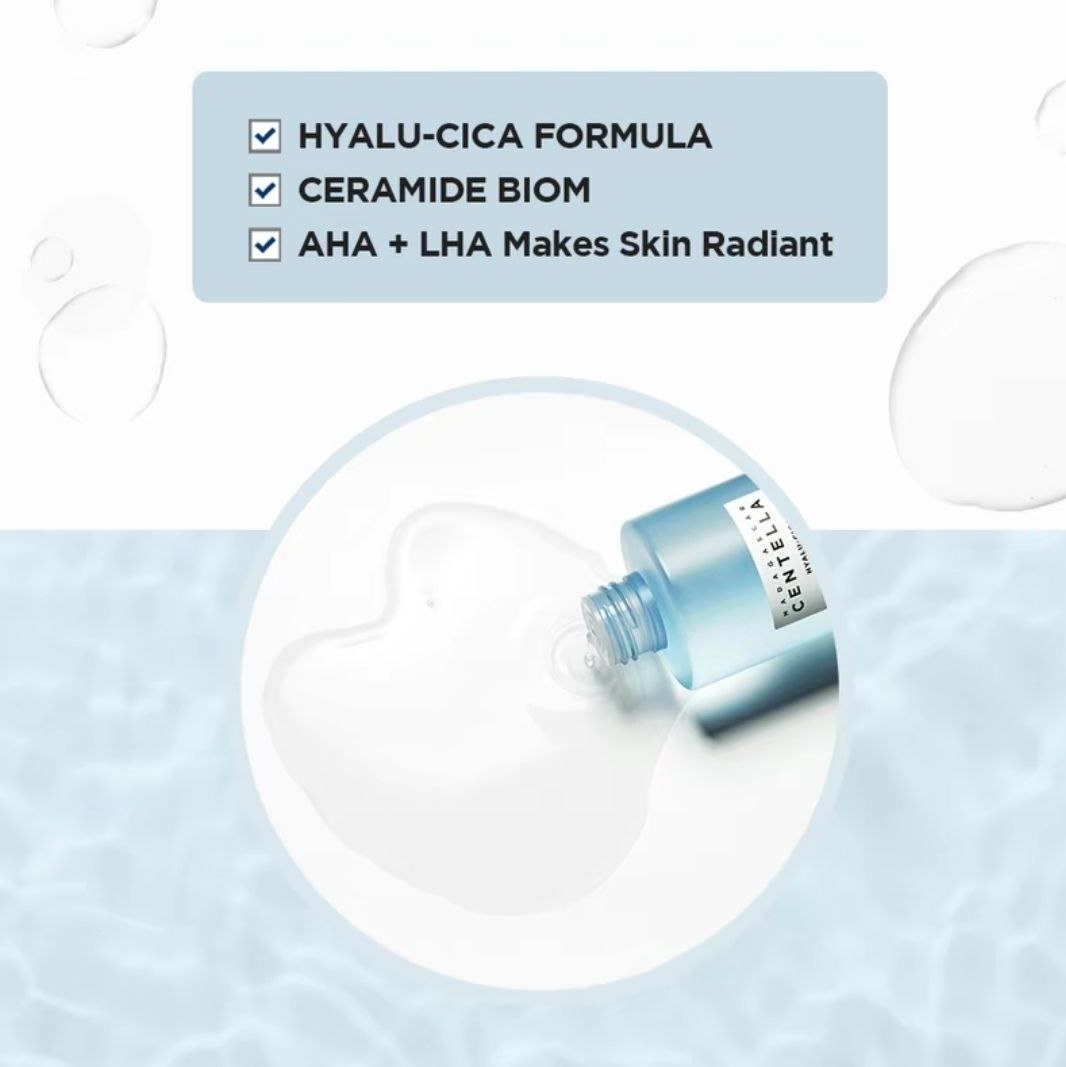 HYALU-CICA FORMULA
CERAMIDE BIOM
AHA + LHA Makes Skin Radiant
MADAGASCAR
CENTELLA